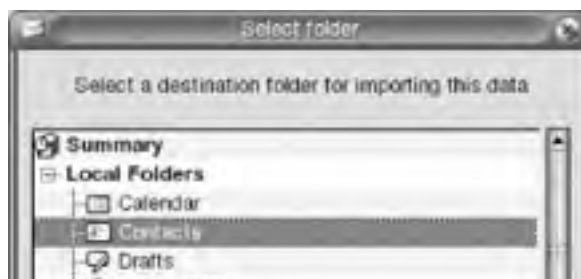 Select folder
Select a destination folder for importing this data
Summary
Local Folders
Calendar
Contacts
Drafts